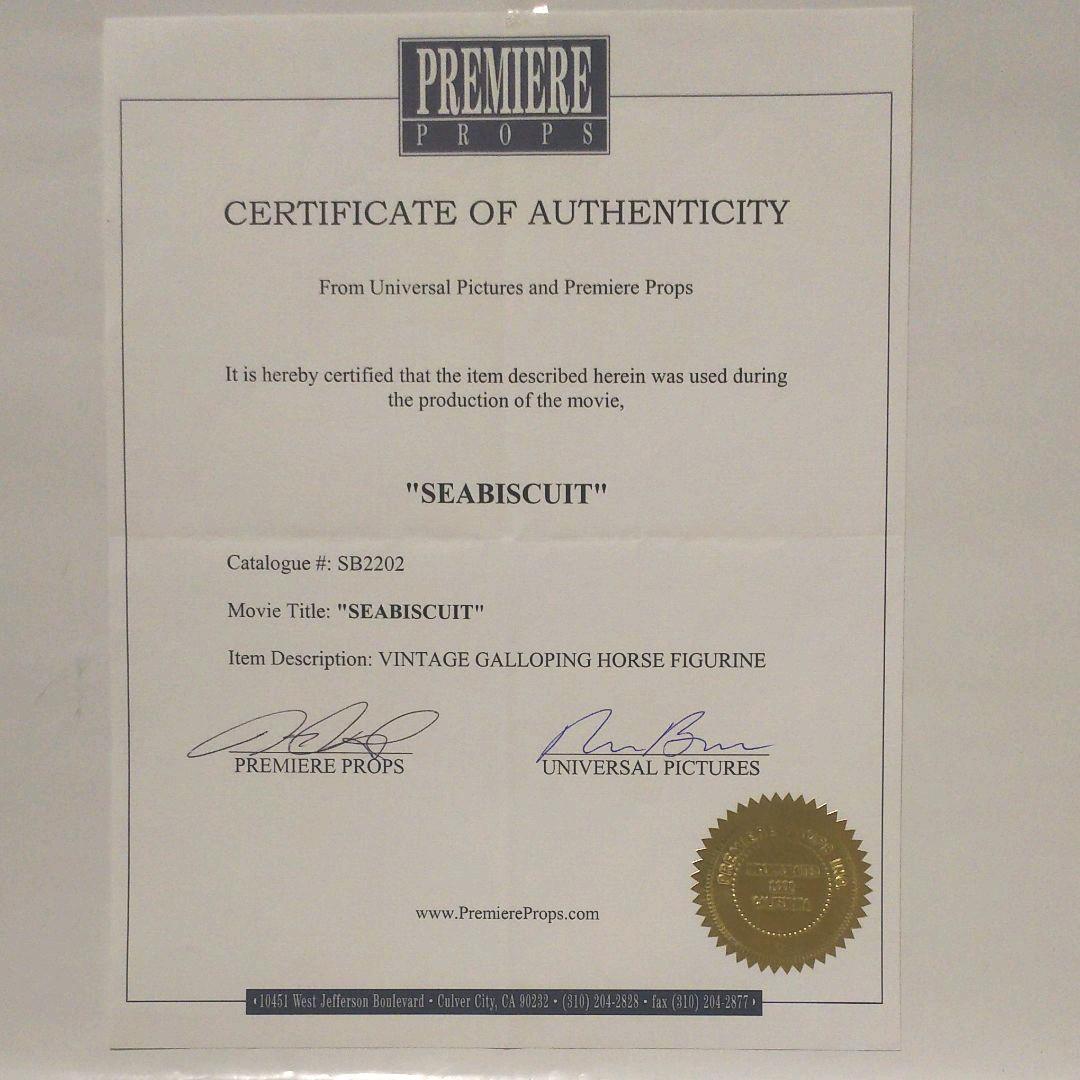 PREMIERE
PROPS
CERTIFICATE OF AUTHENTICITY
From Universal Pictures and Premiere Props
It is hereby certified that the item described herein was used during
the production of the movie,
"SEABISCUIT"
Catalogue #: SB2202
Movie Title: "SEABISCUIT"
Item Description: VINTAGE GALLOPING HORSE FIGURINE
PREMIERE PROPS
UNIVERSAL PICTURES
PREMIERE PROPS INC.
www.PremiereProps.com
10451 West Jefferson Boulevard • Culver City, CA 90232 • (310) 204-2828 • fax (310) 204-2877